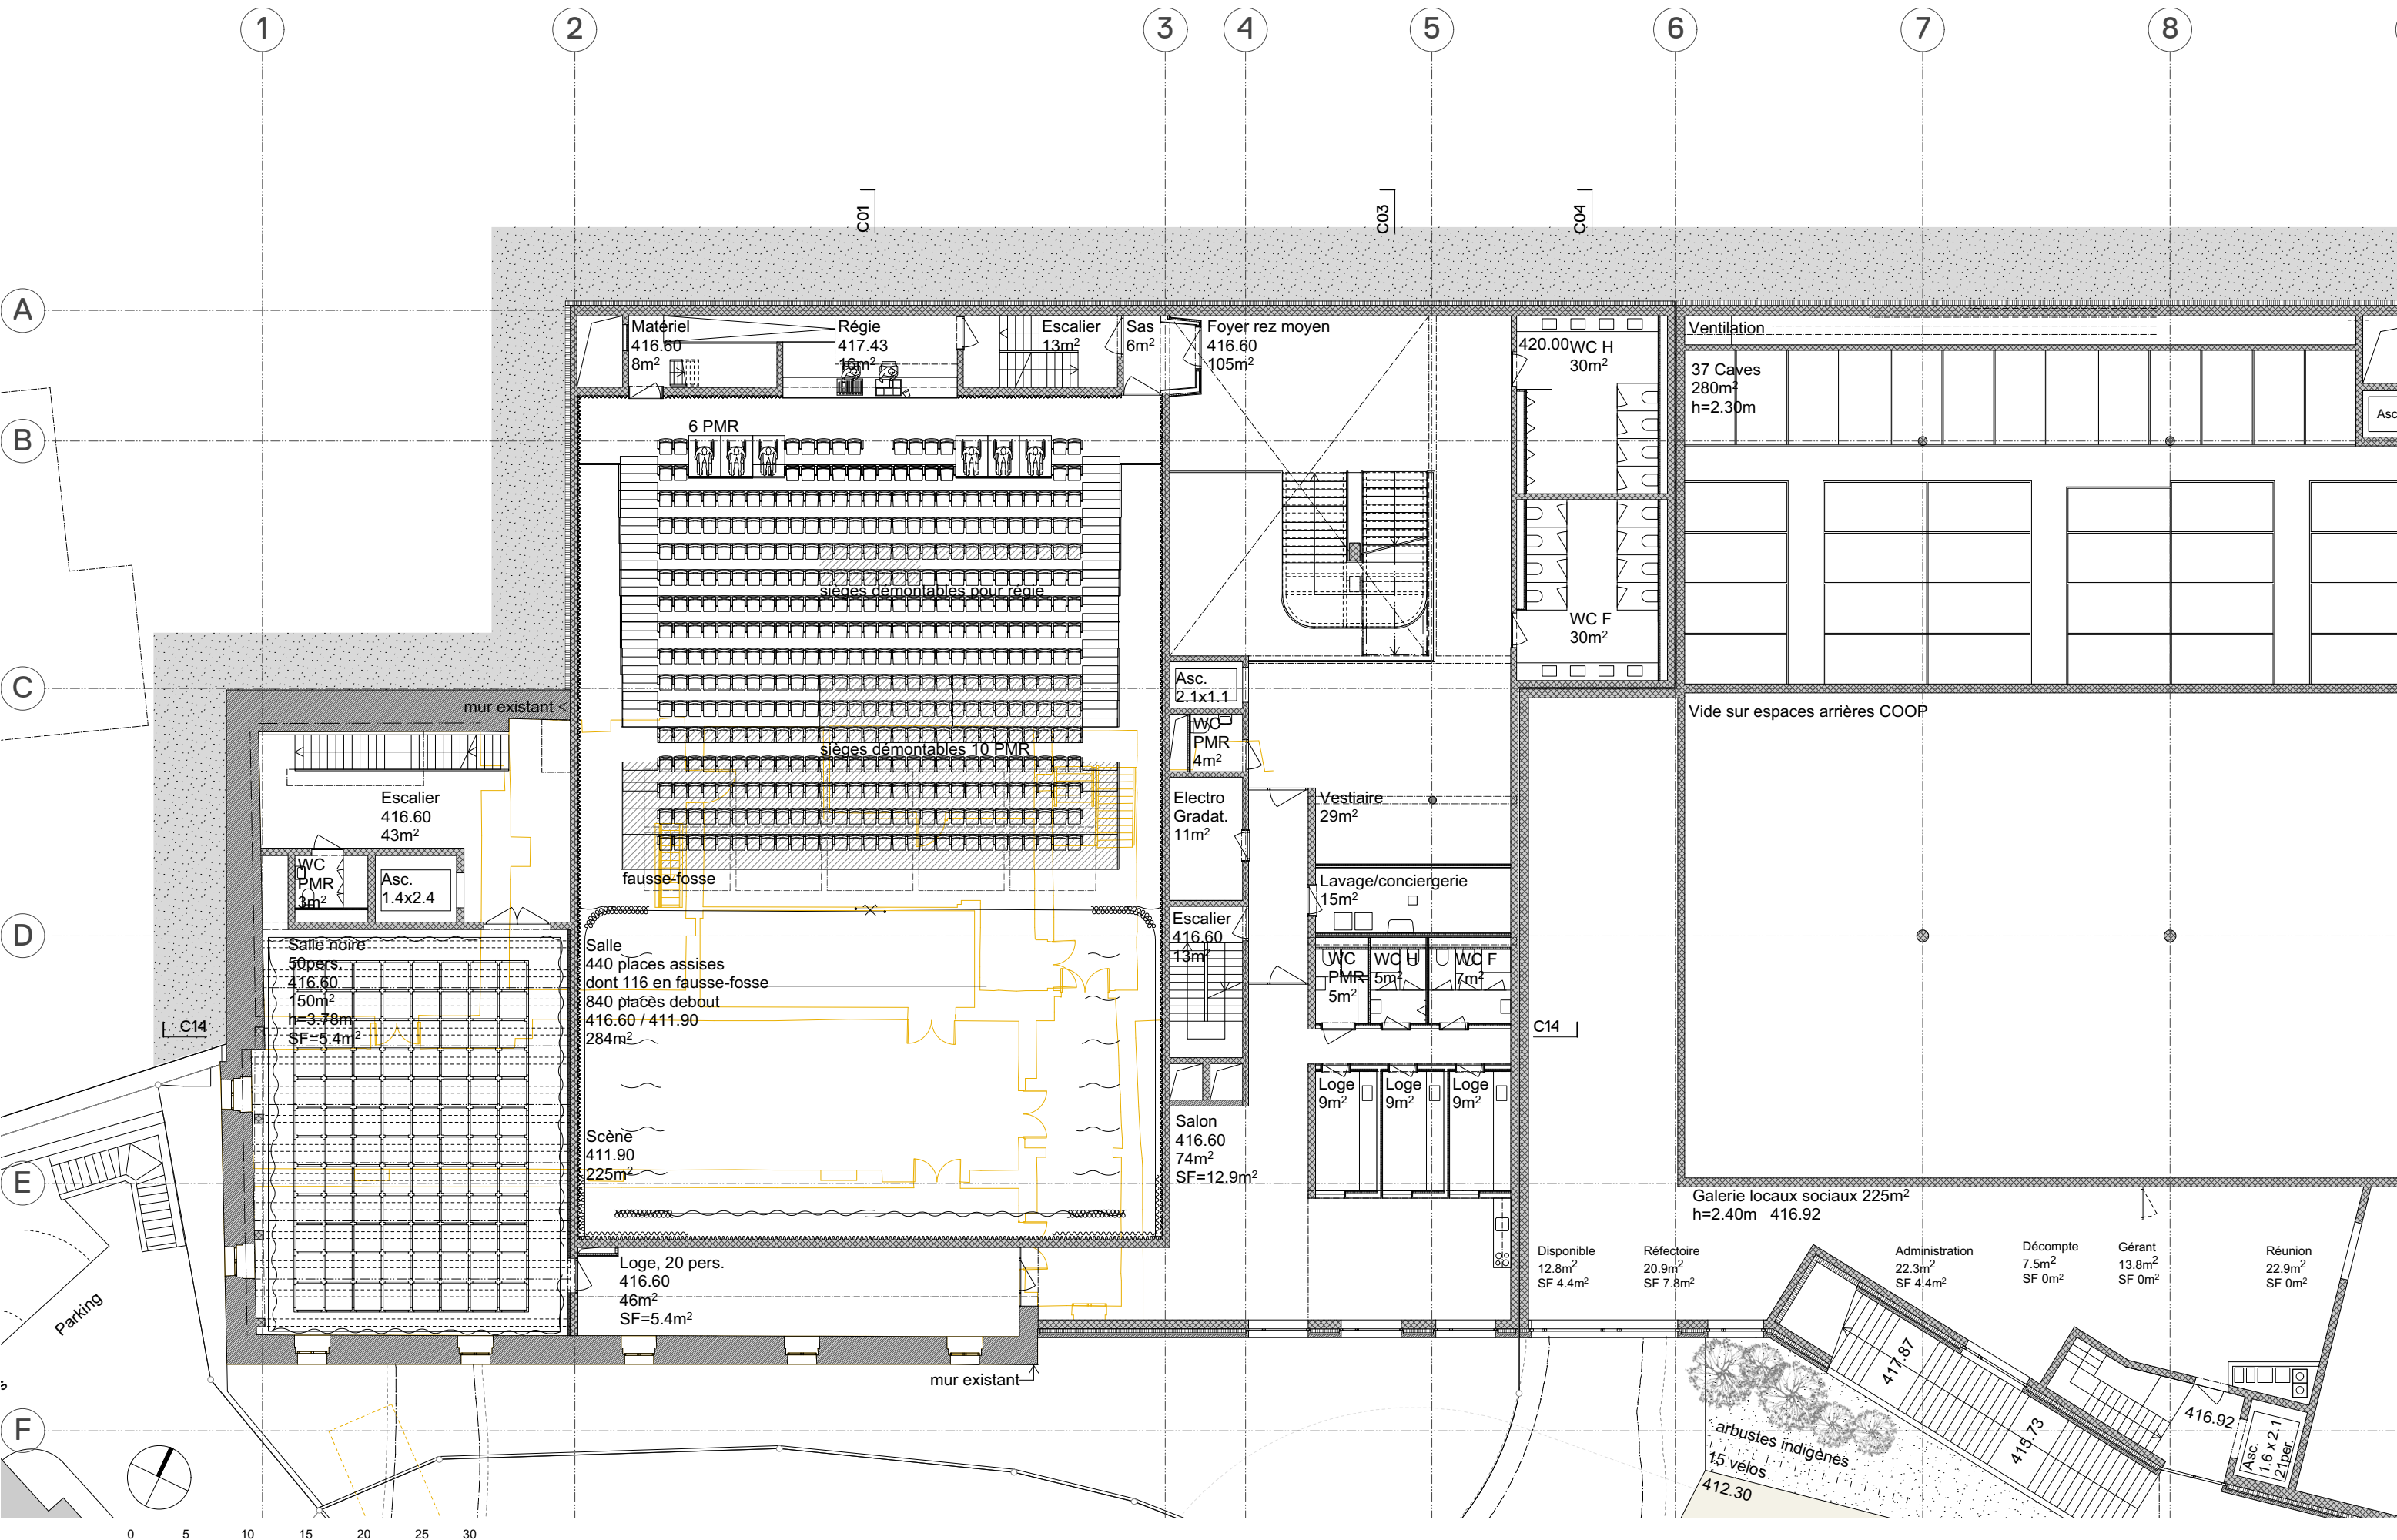 1 2 3 4 5 6 7 8
C01
C03
C04
A
B
C
D
E
F
Matériel
416.60
8m²
Régie
417.43
16m²
Escalier
13m²
Sas
6m²
Foyer rez moyen
416.60
105m²
420.00
WC H
30m²
Ventilation
37 Caves
280m²
h=2.30m
Asc
6 PMR
sièges démontables pour régie
WC F
30m²
mur existant
Asc.
2.1x1.1
WC
PMR
4m²
sièges démontables 10 PMR
Vide sur espaces arrières COOP
Escalier
416.60
43m²
Electro
Gradat.
11m²
Vestiaire
29m²
WC
PMR
3m²
Asc.
1.4x2.4
fausse-fosse
Lavage/conciergerie
15m²
Escalier
416.60
13m²
Salle noire
50pers.
416.60
150m²
h=3.78m
SF=5.4m²
Salle
440 places assises
dont 116 en fausse-fosse
840 places debout
416.60 / 411.90
284m²
WC
PMR
5m²
WC H
5m²
WC F
7m²
C14
C14
Loge
9m²
Loge
9m²
Loge
9m²
Scène
411.90
225m²
Salon
416.60
74m²
SF=12.9m²
Galerie locaux sociaux 225m²
h=2.40m 416.92
Disponible
12.8m²
SF 4.4m²
Réfectoire
20.9m²
SF 7.8m²
Administration
22.3m²
SF 4.4m²
Décompte
7.5m²
SF 0m²
Gérant
13.8m²
SF 0m²
Réunion
22.9m²
SF 0m²
Loge, 20 pers.
416.60
46m²
SF=5.4m²
Parking
mur existant
417.87
415.73
416.92
Asc.
1.6 x 2.1
21per.
arbustes indigènes
15 vélos
412.30
0 5 10 15 20 25 30